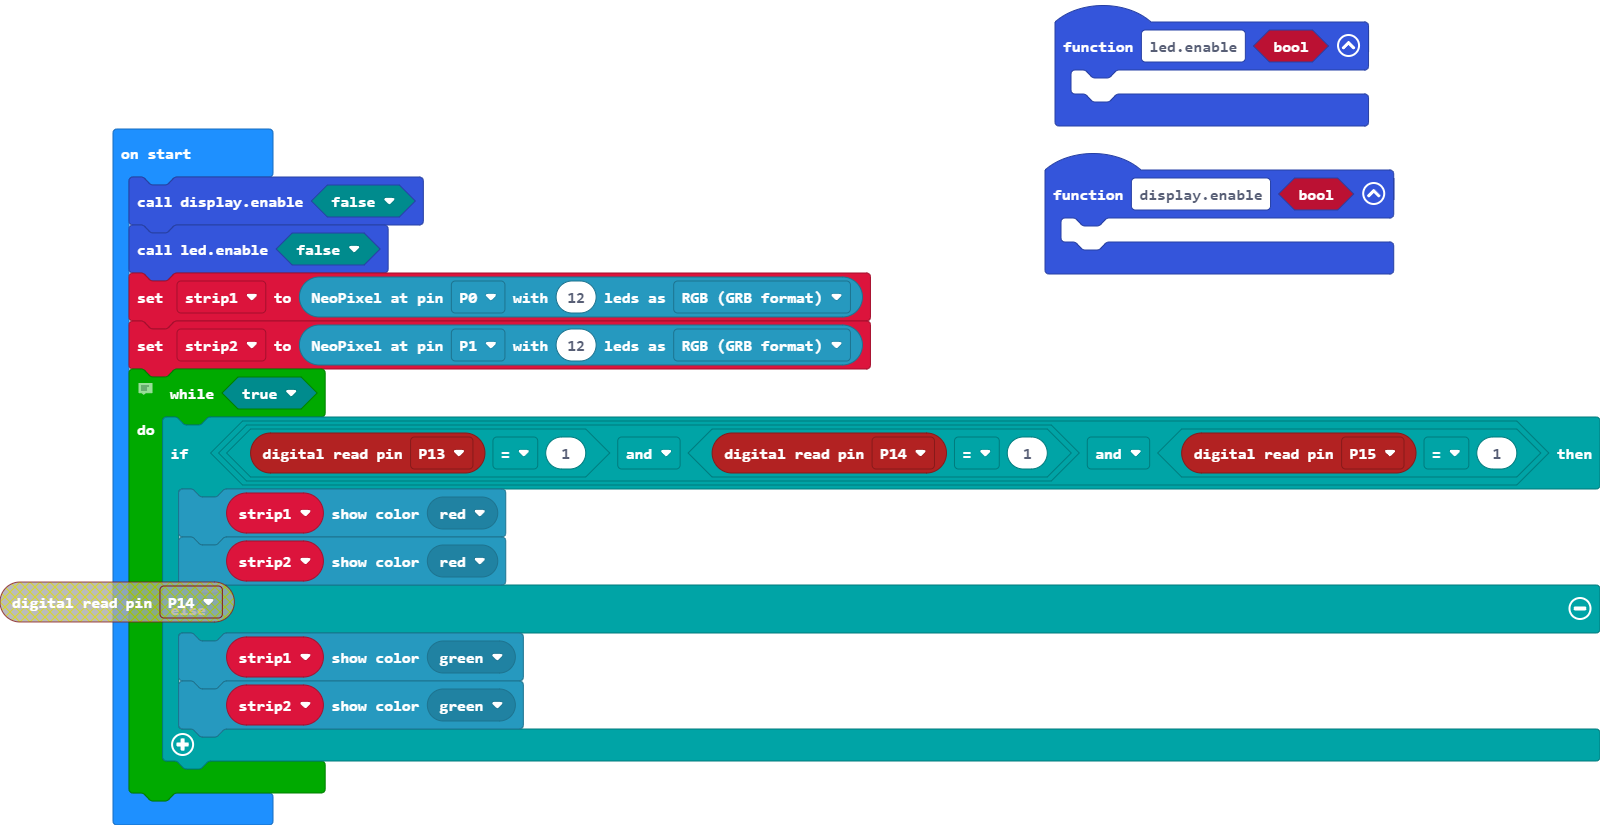 function led.enable bool
function display.enable bool
on start
call display.enable false
call led.enable false
set strip1 to NeoPixel at pin P0 with 12 leds as RGB (GRB format)
set strip2 to NeoPixel at pin P1 with 12 leds as RGB (GRB format)
while true
do
if digital read pin P13 = 1 and digital read pin P14 = 1 and digital read pin P15 = 1 then
strip1 show color red
strip2 show color red
digital read pin P14
else
strip1 show color green
strip2 show color green